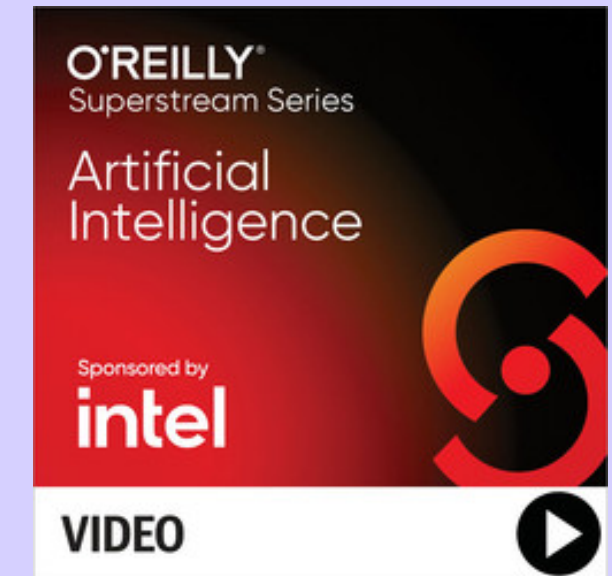 O'REILLY®
Superstream Series
Artificial
Intelligence
Sponsored by
intel
VIDEO